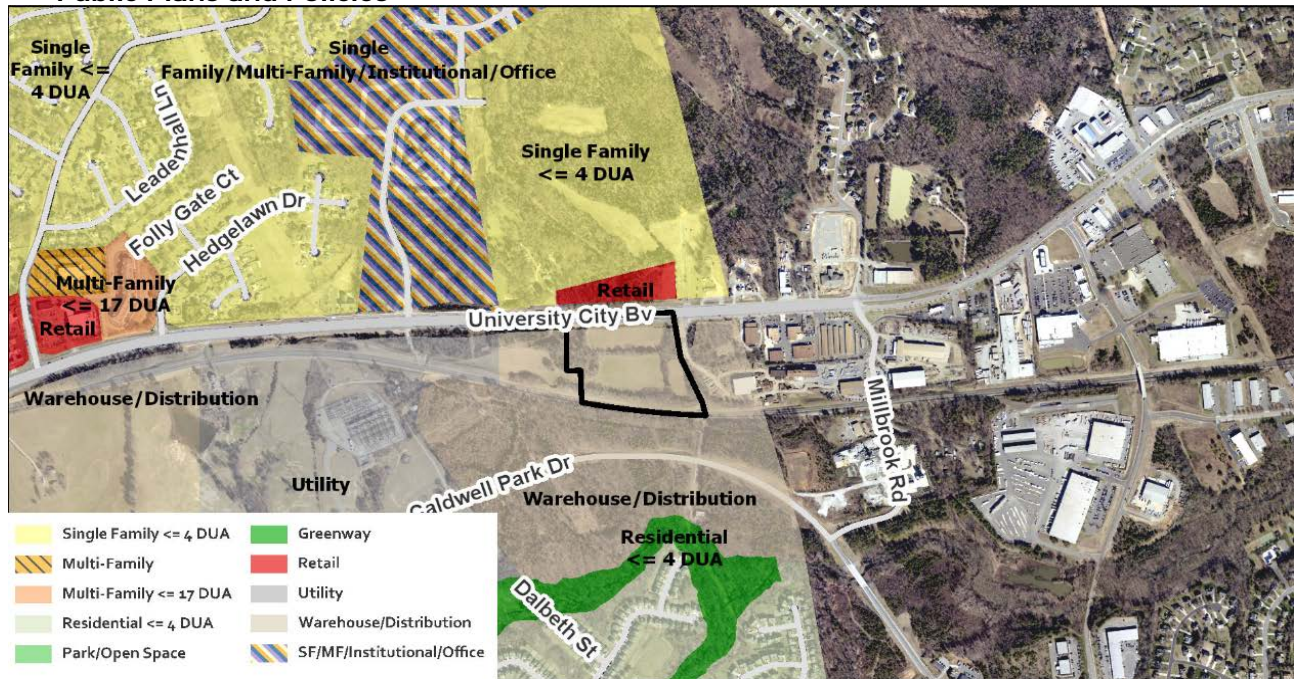 Public Plans and Policies
Single
Family <=
4 DUA
Single
Family/Multi-Family/Institutional/Office
Leadenhall Ln
Folly Gate Ct
Hedgelawn Dr
Single Family
<= 4 DUA
Multi-Family
<= 17 DUA
Retail
Retail
University City Bv
Warehouse/Distribution
Millbrook Rd
Utility
Caldwell Park Dr
Warehouse/Distribution
Residential
<= 4 DUA
Dalbeth St
Single Family <= 4 DUA
Greenway
Multi-Family
Retail
Multi-Family <= 17 DUA
Utility
Residential <= 4 DUA
Warehouse/Distribution
Park/Open Space
SF/MF/Institutional/Office